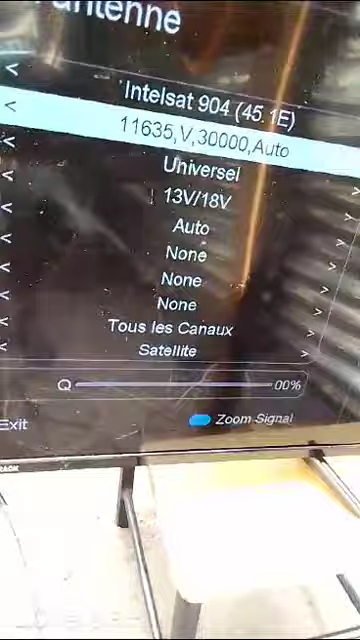 antenne
< 'Intelsat 904 (45.1E)
< 11635,V,30000,Auto
< Universel
< 13V/18V >
< Auto >
< None >
< None >
< None >
< Tous les Canaux >
< Satellite >
Q 00%
Exit Zoom Signal